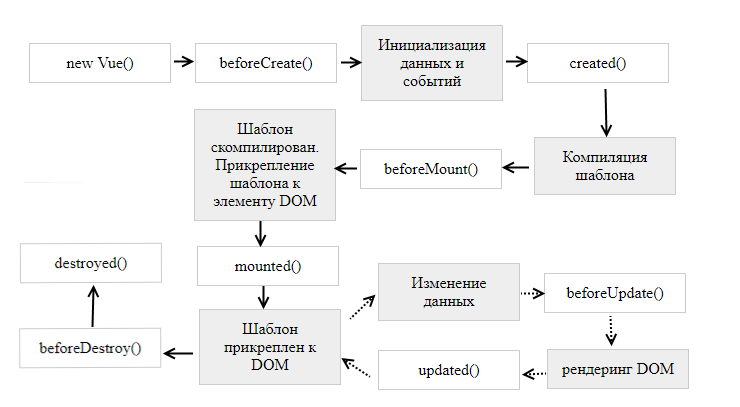 new Vue()
beforeCreate()
Инициализация
данных и
событий
created()
Компиляция
шаблона
beforeMount()
Шаблон
скомпилирован.
Прикрепление
шаблона к
элементу DOM
mounted()
Шаблон
прикреплен к
DOM
Изменение
данных
beforeUpdate()
рендеринг DOM
updated()
beforeDestroy()
destroyed()